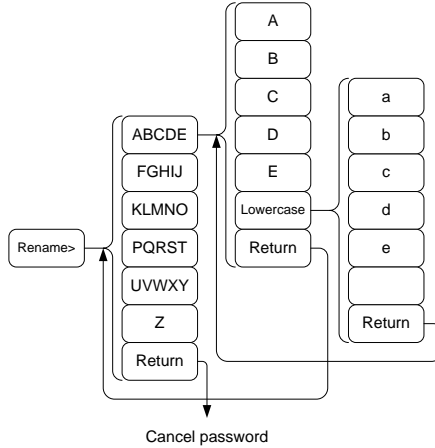 Rename>
ABCDE
FGHIJ
KLMNO
PQRST
UVWXY
Z
Return
A
B
C
D
E
Lowercase
Return
a
b
c
d
e
Return
Cancel password